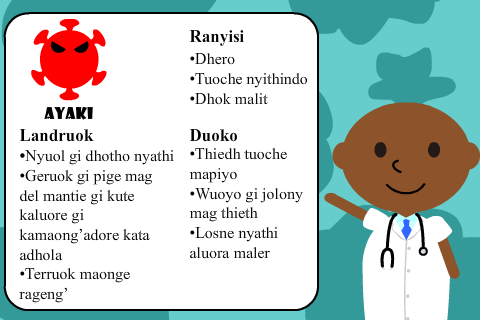 AYAKI
Landruok
•Nyuol gi dhotho nyathi
•Geruok gi pige mag
del mantie gi kute
kaluore gi
kamaong’adore kata
adhola
•Terruok maonge
rageng’
Ranyisi
•Dhero
•Tuoche nyithindo
•Dhok malit
Duoko
•Thiedh tuoche
mapiyo
•Wuoyo gi jolony
mag thieth
•Losne nyathi
aluora maler